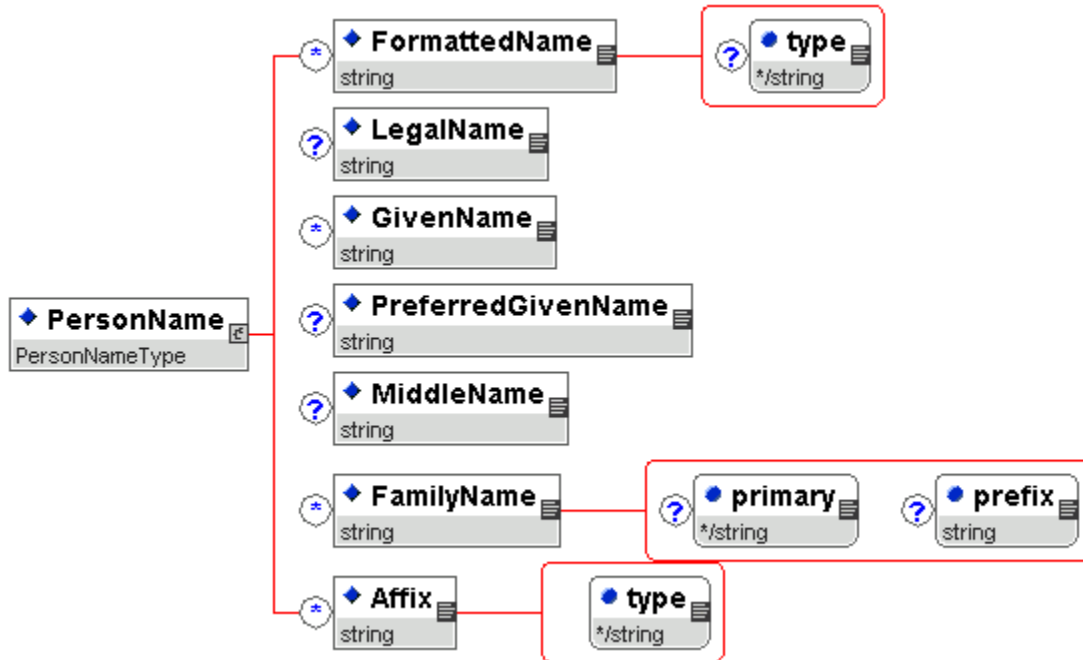 * FormattedName
string
? type
*/string
? LegalName
string
* GivenName
string
PersonName
PersonNameType
? PreferredGivenName
string
? MiddleName
string
* FamilyName
string
? primary
*/string
? prefix
string
* Affix
string
type
*/string